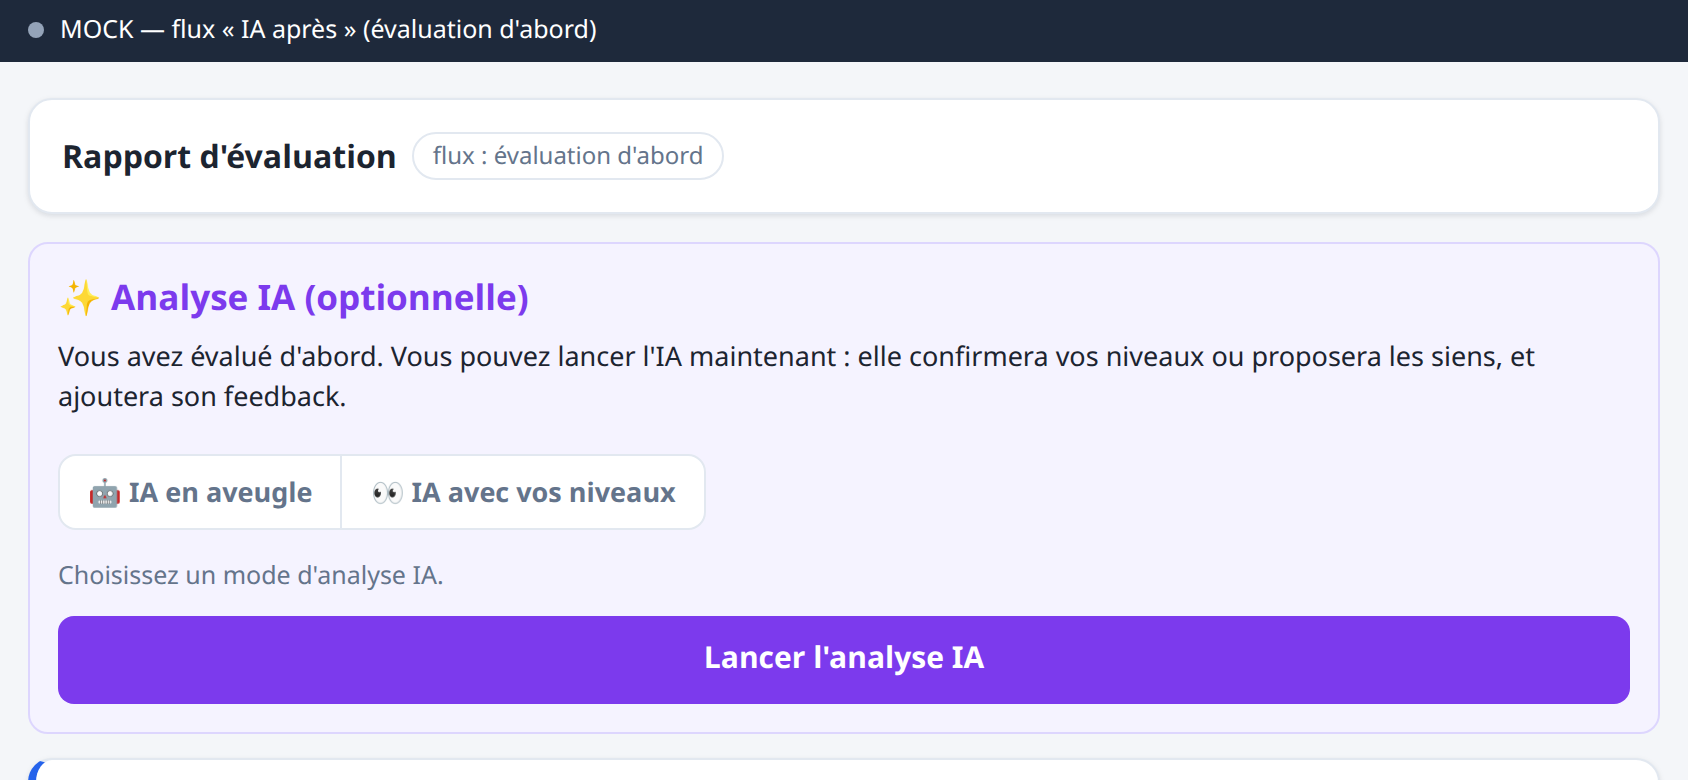 MOCK — flux « IA après » (évaluation d'abord)
Rapport d'évaluation flux : évaluation d'abord
✨ Analyse IA (optionnelle)
Vous avez évalué d'abord. Vous pouvez lancer l'IA maintenant : elle confirmera vos niveaux ou proposera les siens, et
ajoutera son feedback.
🤖 IA en aveugle 👀 IA avec vos niveaux
Choisissez un mode d'analyse IA.
Lancer l'analyse IA